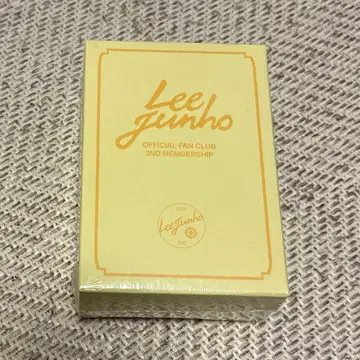 Lee
Junho
OFFICIAL FAN CLUB
2ND MEMBERSHIP
Lee Junho